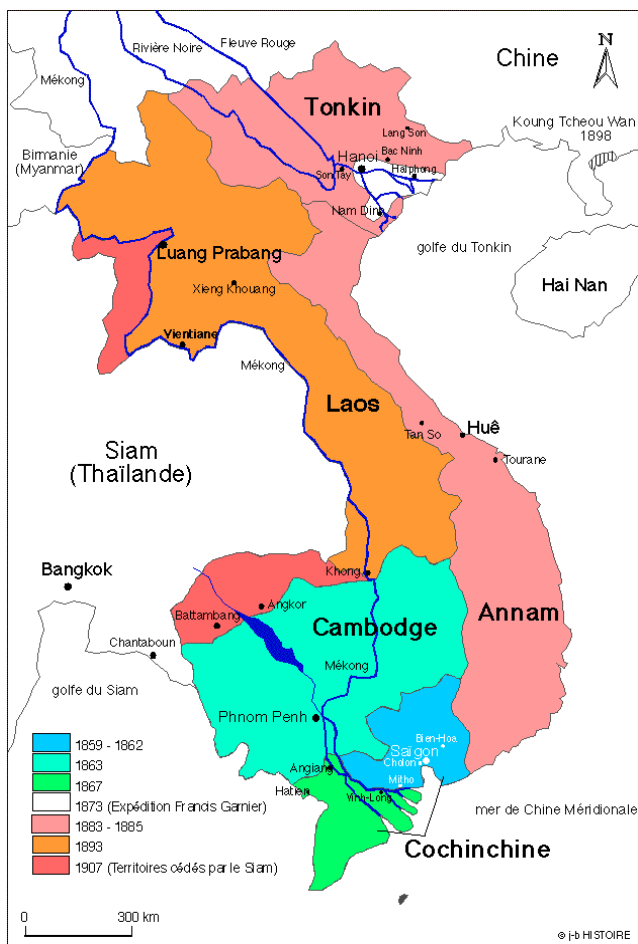 Fleuve Rouge
Rivière Noire
Chine
N
Mékong
Tonkin
Koung Tcheou Wan
1898
Lang Son
Bac Ninh
Birmanie
(Myanmar)
Hanoi
Haïphong
Son Tay
Nam Dinh
golfe du Tonkin
Luang Prabang
Hai Nan
Xieng Khouang
Vientiane
Mékong
Laos
Huê
Tan So
Siam
(Thaïlande)
Tourane
Khong
Bangkok
Angkor
Battambang
Annam
Cambodge
Chantaboun
Mékong
golfe du Siam
Phnom Penh
Bien-Hoa
Saïgon
Cholon
Angiang
Mitho
Hatien
Vinh-Long
mer de Chine Méridionale
Cochinchine
1859 - 1862
1863
1867
1873 (Expédition Francis Garnier)
1883 - 1885
1893
1907 (Territoires cédés par le Siam)
0 300 km
© j-b HISTOIRE